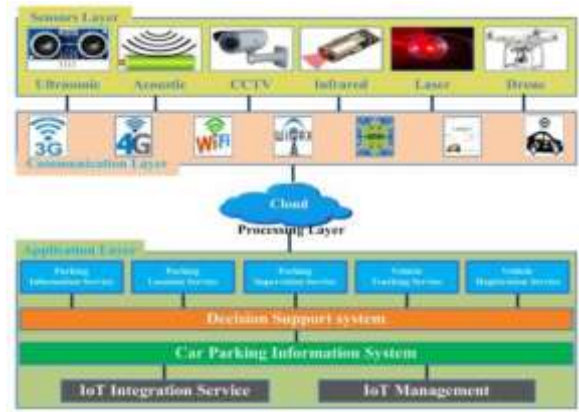 Sensors Layer
Ultrasonic Acoustic CCTV Infrared Laser Drone
3G 4G WiFi
Communication Layer
Cloud
Processing Layer
Application Layer
Parking Information Service
Parking Location Service
Parking Supervision Service
Vehicle Tracking Service
Vehicle Registration Service
Decision Support system
Car Parking Information System
IoT Integration Service IoT Management